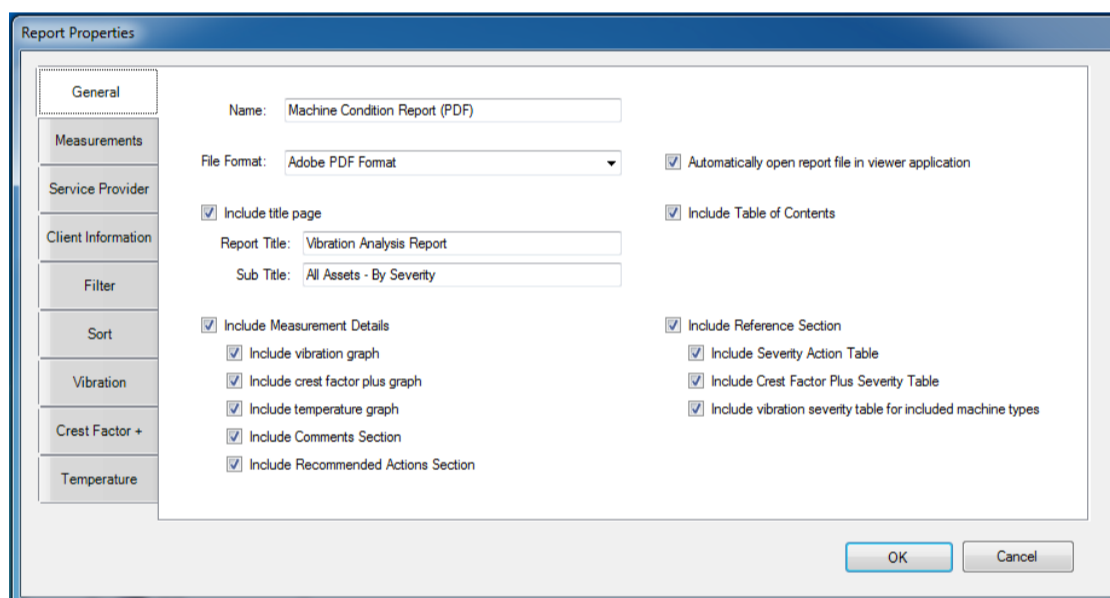 Report Properties
General
Measurements
Service Provider
Client Information
Filter
Sort
Vibration
Crest Factor +
Temperature
Name: Machine Condition Report (PDF)
File Format: Adobe PDF Format
Automatically open report file in viewer application
Include title page
Include Table of Contents
Report Title: Vibration Analysis Report
Sub Title: All Assets - By Severity
Include Measurement Details
Include vibration graph
Include crest factor plus graph
Include temperature graph
Include Comments Section
Include Recommended Actions Section
Include Reference Section
Include Severity Action Table
Include Crest Factor Plus Severity Table
Include vibration severity table for included machine types
OK
Cancel